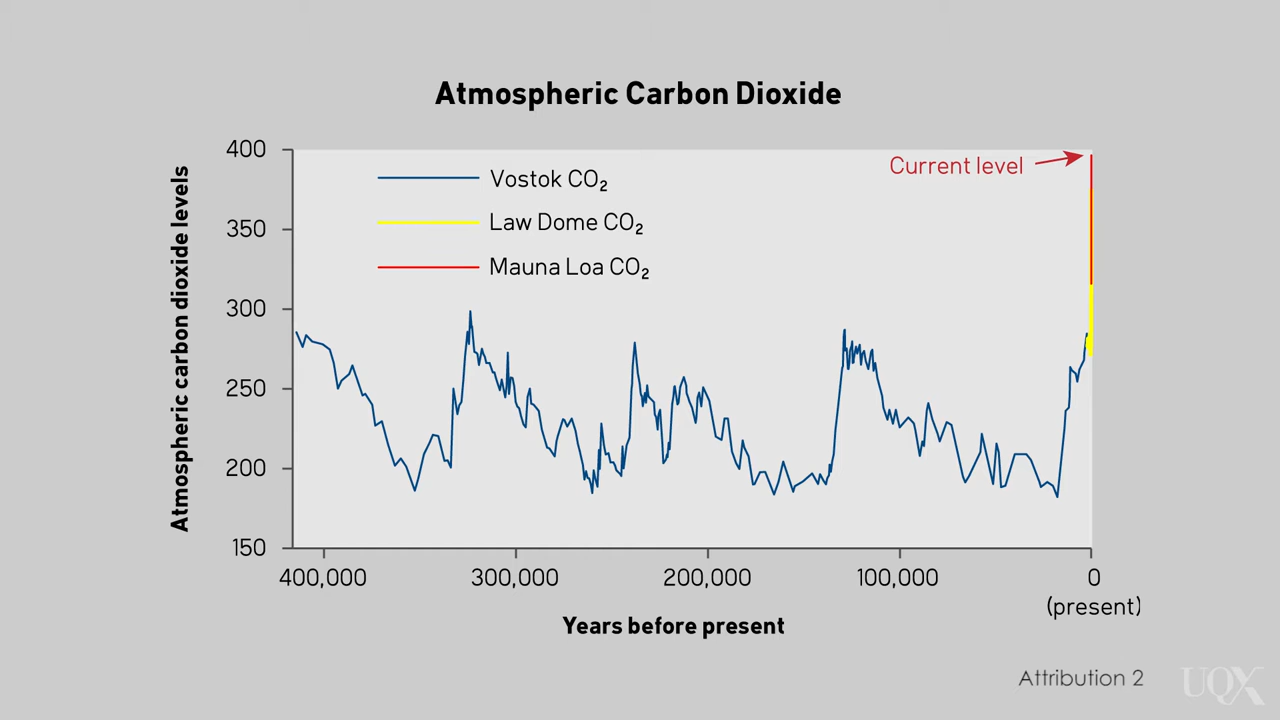 Atmospheric Carbon Dioxide
Atmospheric carbon dioxide levels
400
350
300
250
200
150
Vostok CO₂
Law Dome CO₂
Mauna Loa CO₂
Current level
400,000
300,000
200,000
100,000
0
(present)
Years before present
Attribution 2
UQX